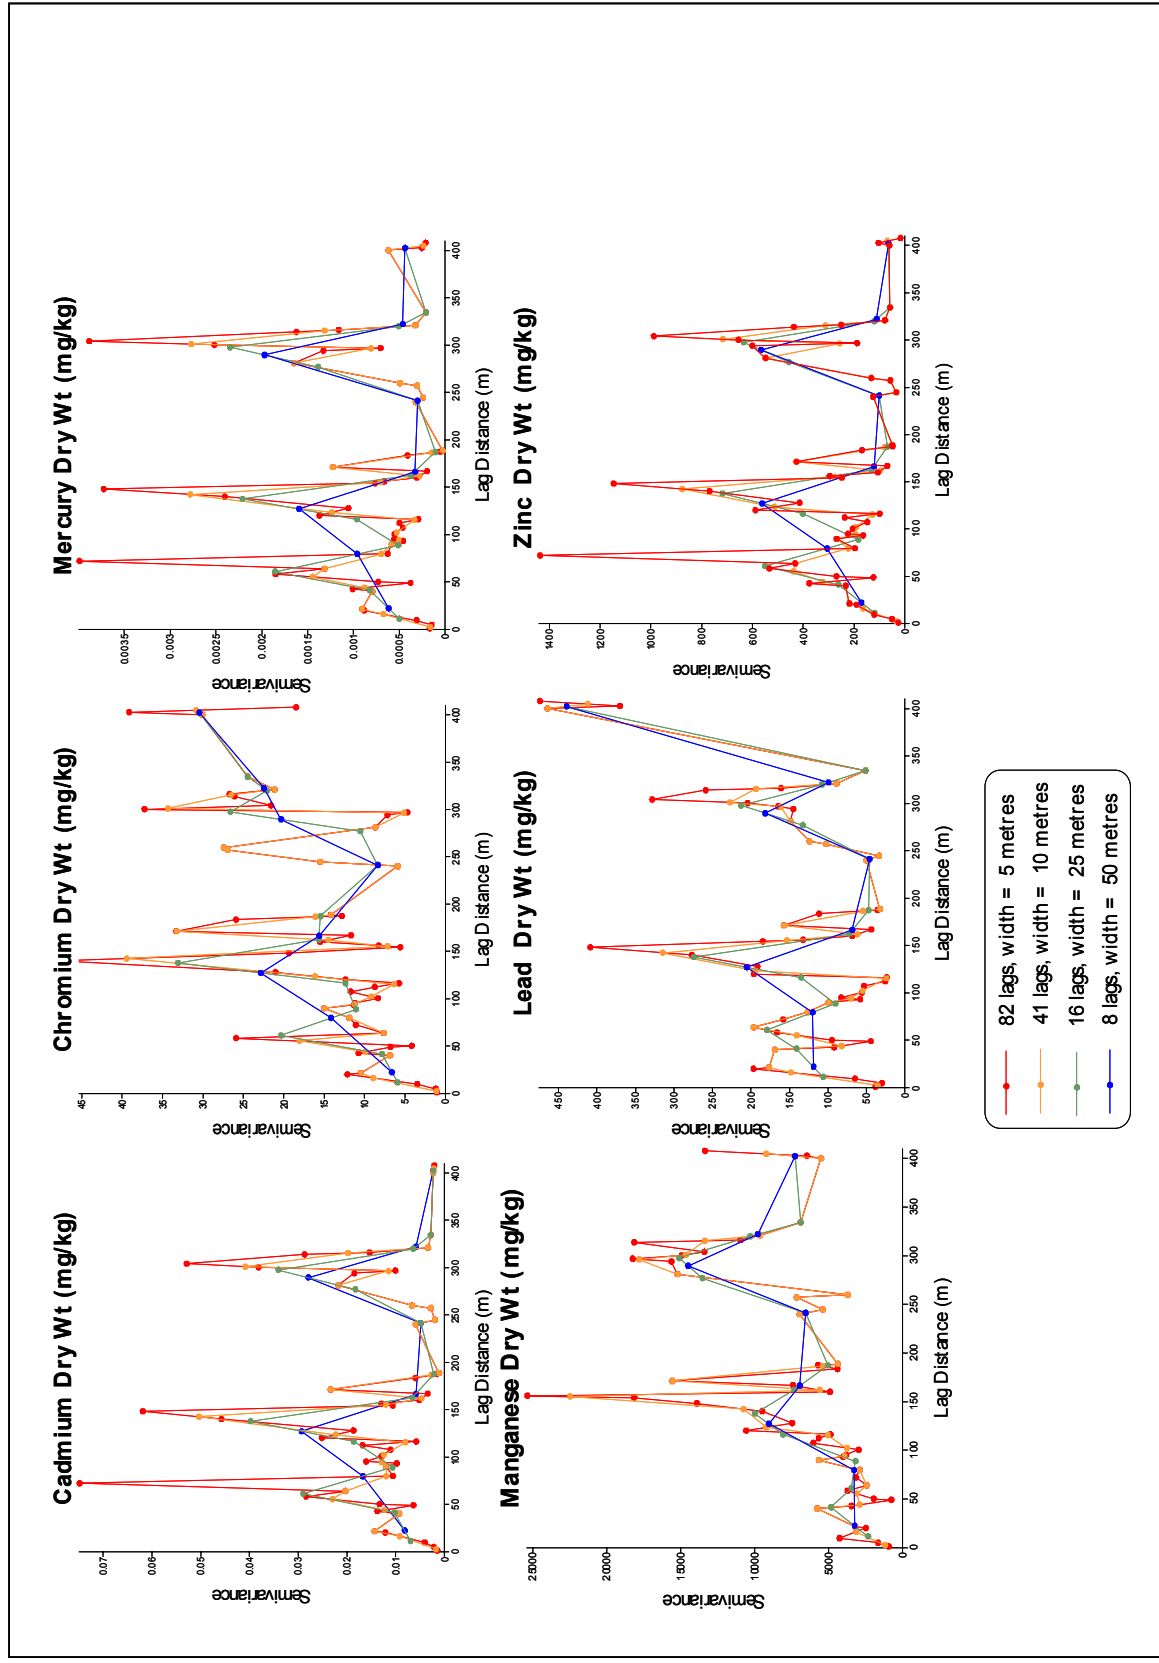 Cadmium Dry Wt (mg/kg)
Semivariance
0.07
0.06
0.05
0.04
0.03
0.02
0.01
0 50 100 150 200 250 300 350 400
Lag Distance (m)
Chromium Dry Wt (mg/kg)
Semivariance
45
40
35
30
25
20
15
10
5
0 50 100 150 200 250 300 350 400
Lag Distance (m)
Mercury Dry Wt (mg/kg)
Semivariance
0.0035
0.003
0.0025
0.002
0.0015
0.001
0.0005
0 50 100 150 200 250 300 350 400
Lag Distance (m)
Manganese Dry Wt (mg/kg)
Semivariance
25000
20000
15000
10000
5000
0
0 50 100 150 200 250 300 350 400
Lag Distance (m)
Lead Dry Wt (mg/kg)
Semivariance
450
400
350
300
250
200
150
100
50
0
0 50 100 150 200 250 300 350 400
Lag Distance (m)
Zinc Dry Wt (mg/kg)
Semivariance
1400
1200
1000
800
600
400
200
0
0 50 100 150 200 250 300 350 400
Lag Distance (m)
82 lags, width = 5 metres
41 lags, width = 10 metres
16 lags, width = 25 metres
8 lags, width = 50 metres